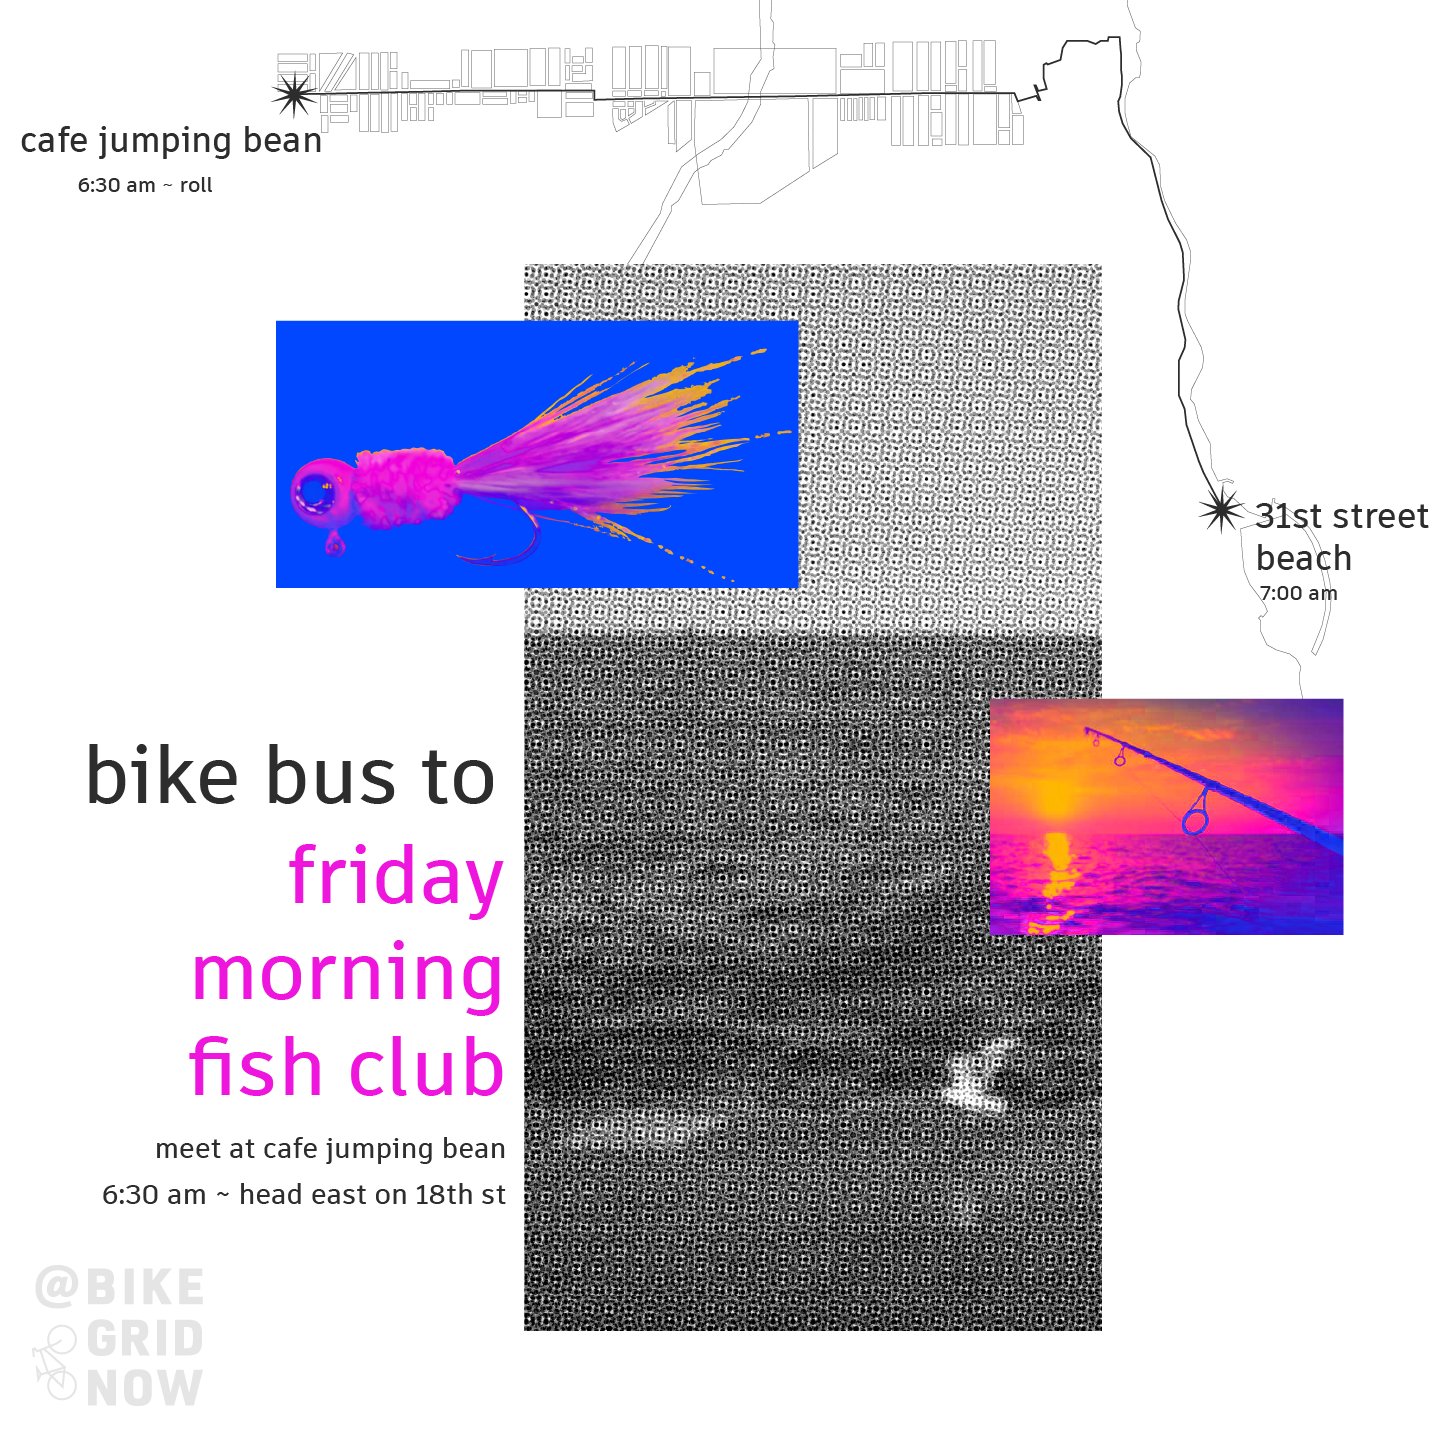 cafe jumping bean
6:30 am ~ roll
31st street
beach
7:00 am
bike bus to
friday
morning
fish club
meet at cafe jumping bean
6:30 am ~ head east on 18th st
@BIKE
GRID
NOW